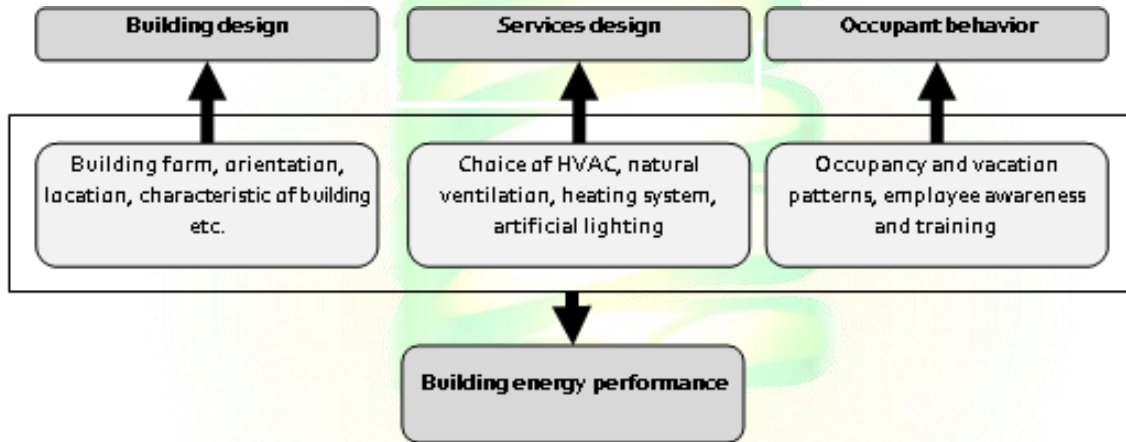 Building design
Services design
Occupant behavior
Building form, orientation,
location, characteristic of building
etc.
Choice of HVAC, natural
ventilation, heating system,
artificial lighting
Occupancy and vacation
patterns, employee awareness
and training
Building energy performance